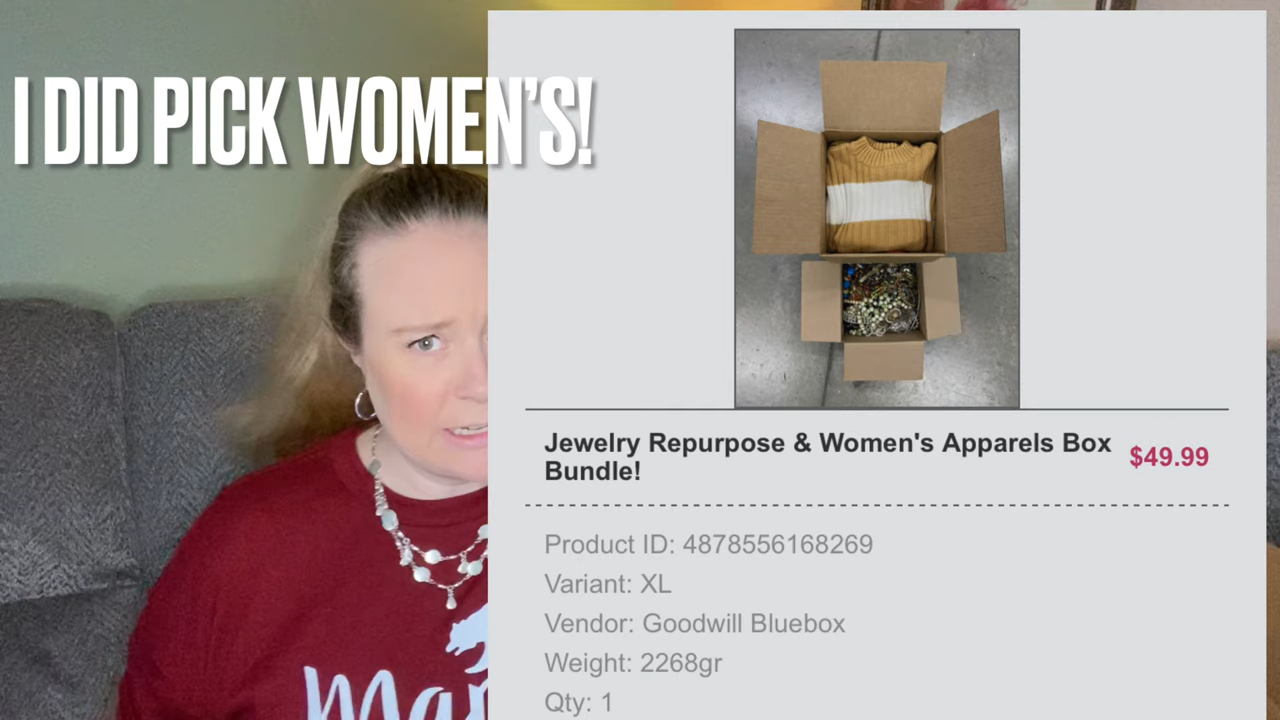 I DID PICK WOMEN'S!
Jewelry Repurpose & Women's Apparels Box
Bundle!
$49.99
Product ID: 4878556168269
Variant: XL
Vendor: Goodwill Bluebox
Weight: 2268gr
Qty: 1